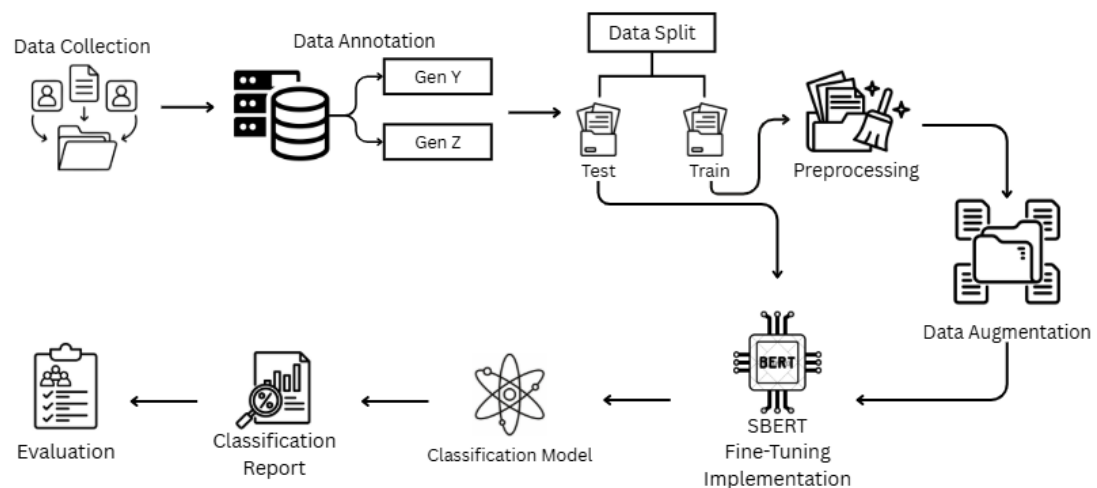 Data Collection
Data Annotation
Gen Y
Gen Z
Data Split
Test
Train
Preprocessing
Data Augmentation
BERT
SBERT
Fine-Tuning
Implementation
Classification Model
%
Classification
Report
Evaluation